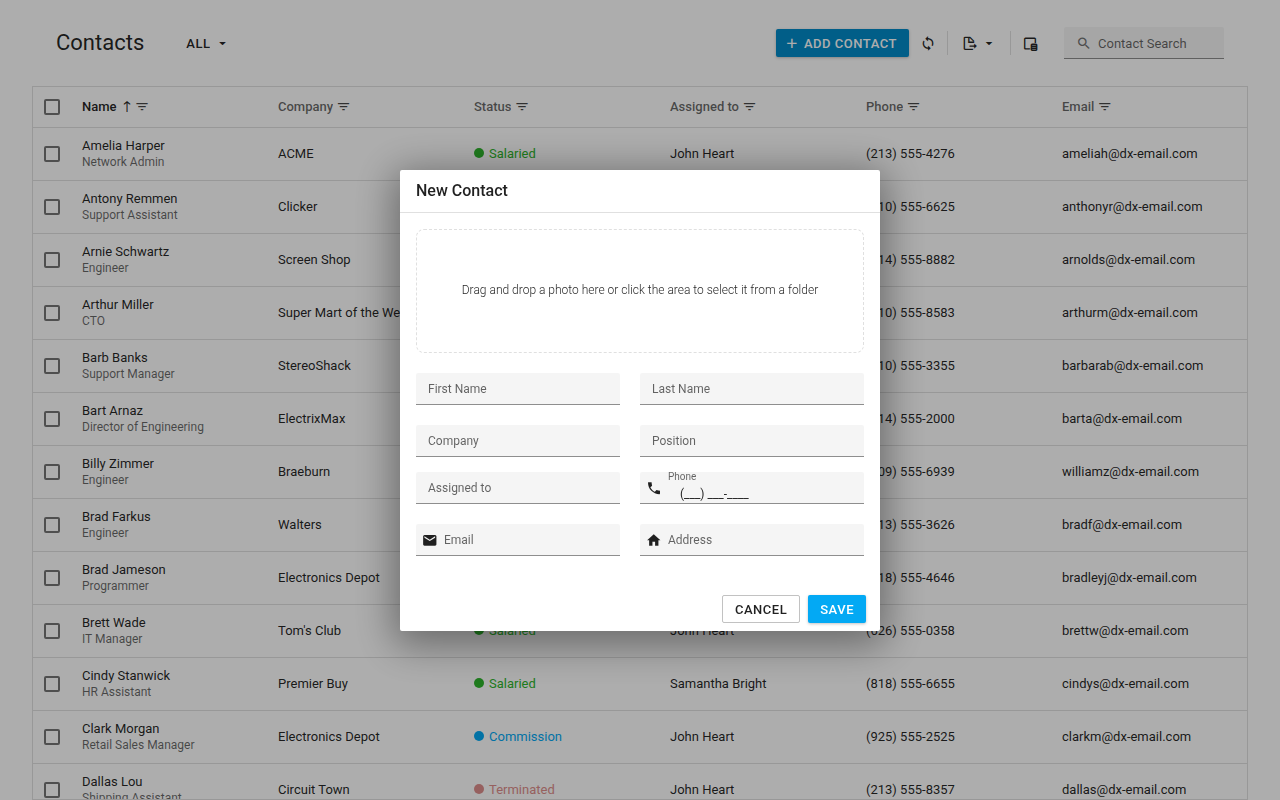 Contacts ALL ADD CONTACT Contact Search
Name Company Status Assigned to Phone Email
Amelia Harper
Network Admin
ACME Salaried John Heart (213) 555-4276 ameliah@dx-email.com
Antony Remmen
Support Assistant
Clicker 10) 555-6625 anthonyr@dx-email.com
Arnie Schwartz
Engineer
Screen Shop 14) 555-8882 arnolds@dx-email.com
Arthur Miller
CTO
Super Mart of the We 10) 555-8583 arthurm@dx-email.com
Barb Banks
Support Manager
StereoShack 10) 555-3355 barbarab@dx-email.com
Bart Arnaz
Director of Engineering
ElectrixMax 14) 555-2000 barta@dx-email.com
Billy Zimmer
Engineer
Braeburn 09) 555-6939 williamz@dx-email.com
Brad Farkus
Engineer
Walters 13) 555-3626 bradf@dx-email.com
Brad Jameson
Programmer
Electronics Depot 18) 555-4646 bradleyj@dx-email.com
Brett Wade
IT Manager
Tom's Club Salaried John Heart (626) 555-0358 brettw@dx-email.com
Cindy Stanwick
HR Assistant
Premier Buy Salaried Samantha Bright (818) 555-6655 cindys@dx-email.com
Clark Morgan
Retail Sales Manager
Electronics Depot Commission John Heart (925) 555-2525 clarkm@dx-email.com
Dallas Lou
Shipping Assistant
Circuit Town Terminated John Heart (213) 555-8357 dallas@dx-email.com
New Contact
Drag and drop a photo here or click the area to select it from a folder
First Name Last Name
Company Position
Assigned to Phone
(___) ___-____
Email Address
CANCEL SAVE